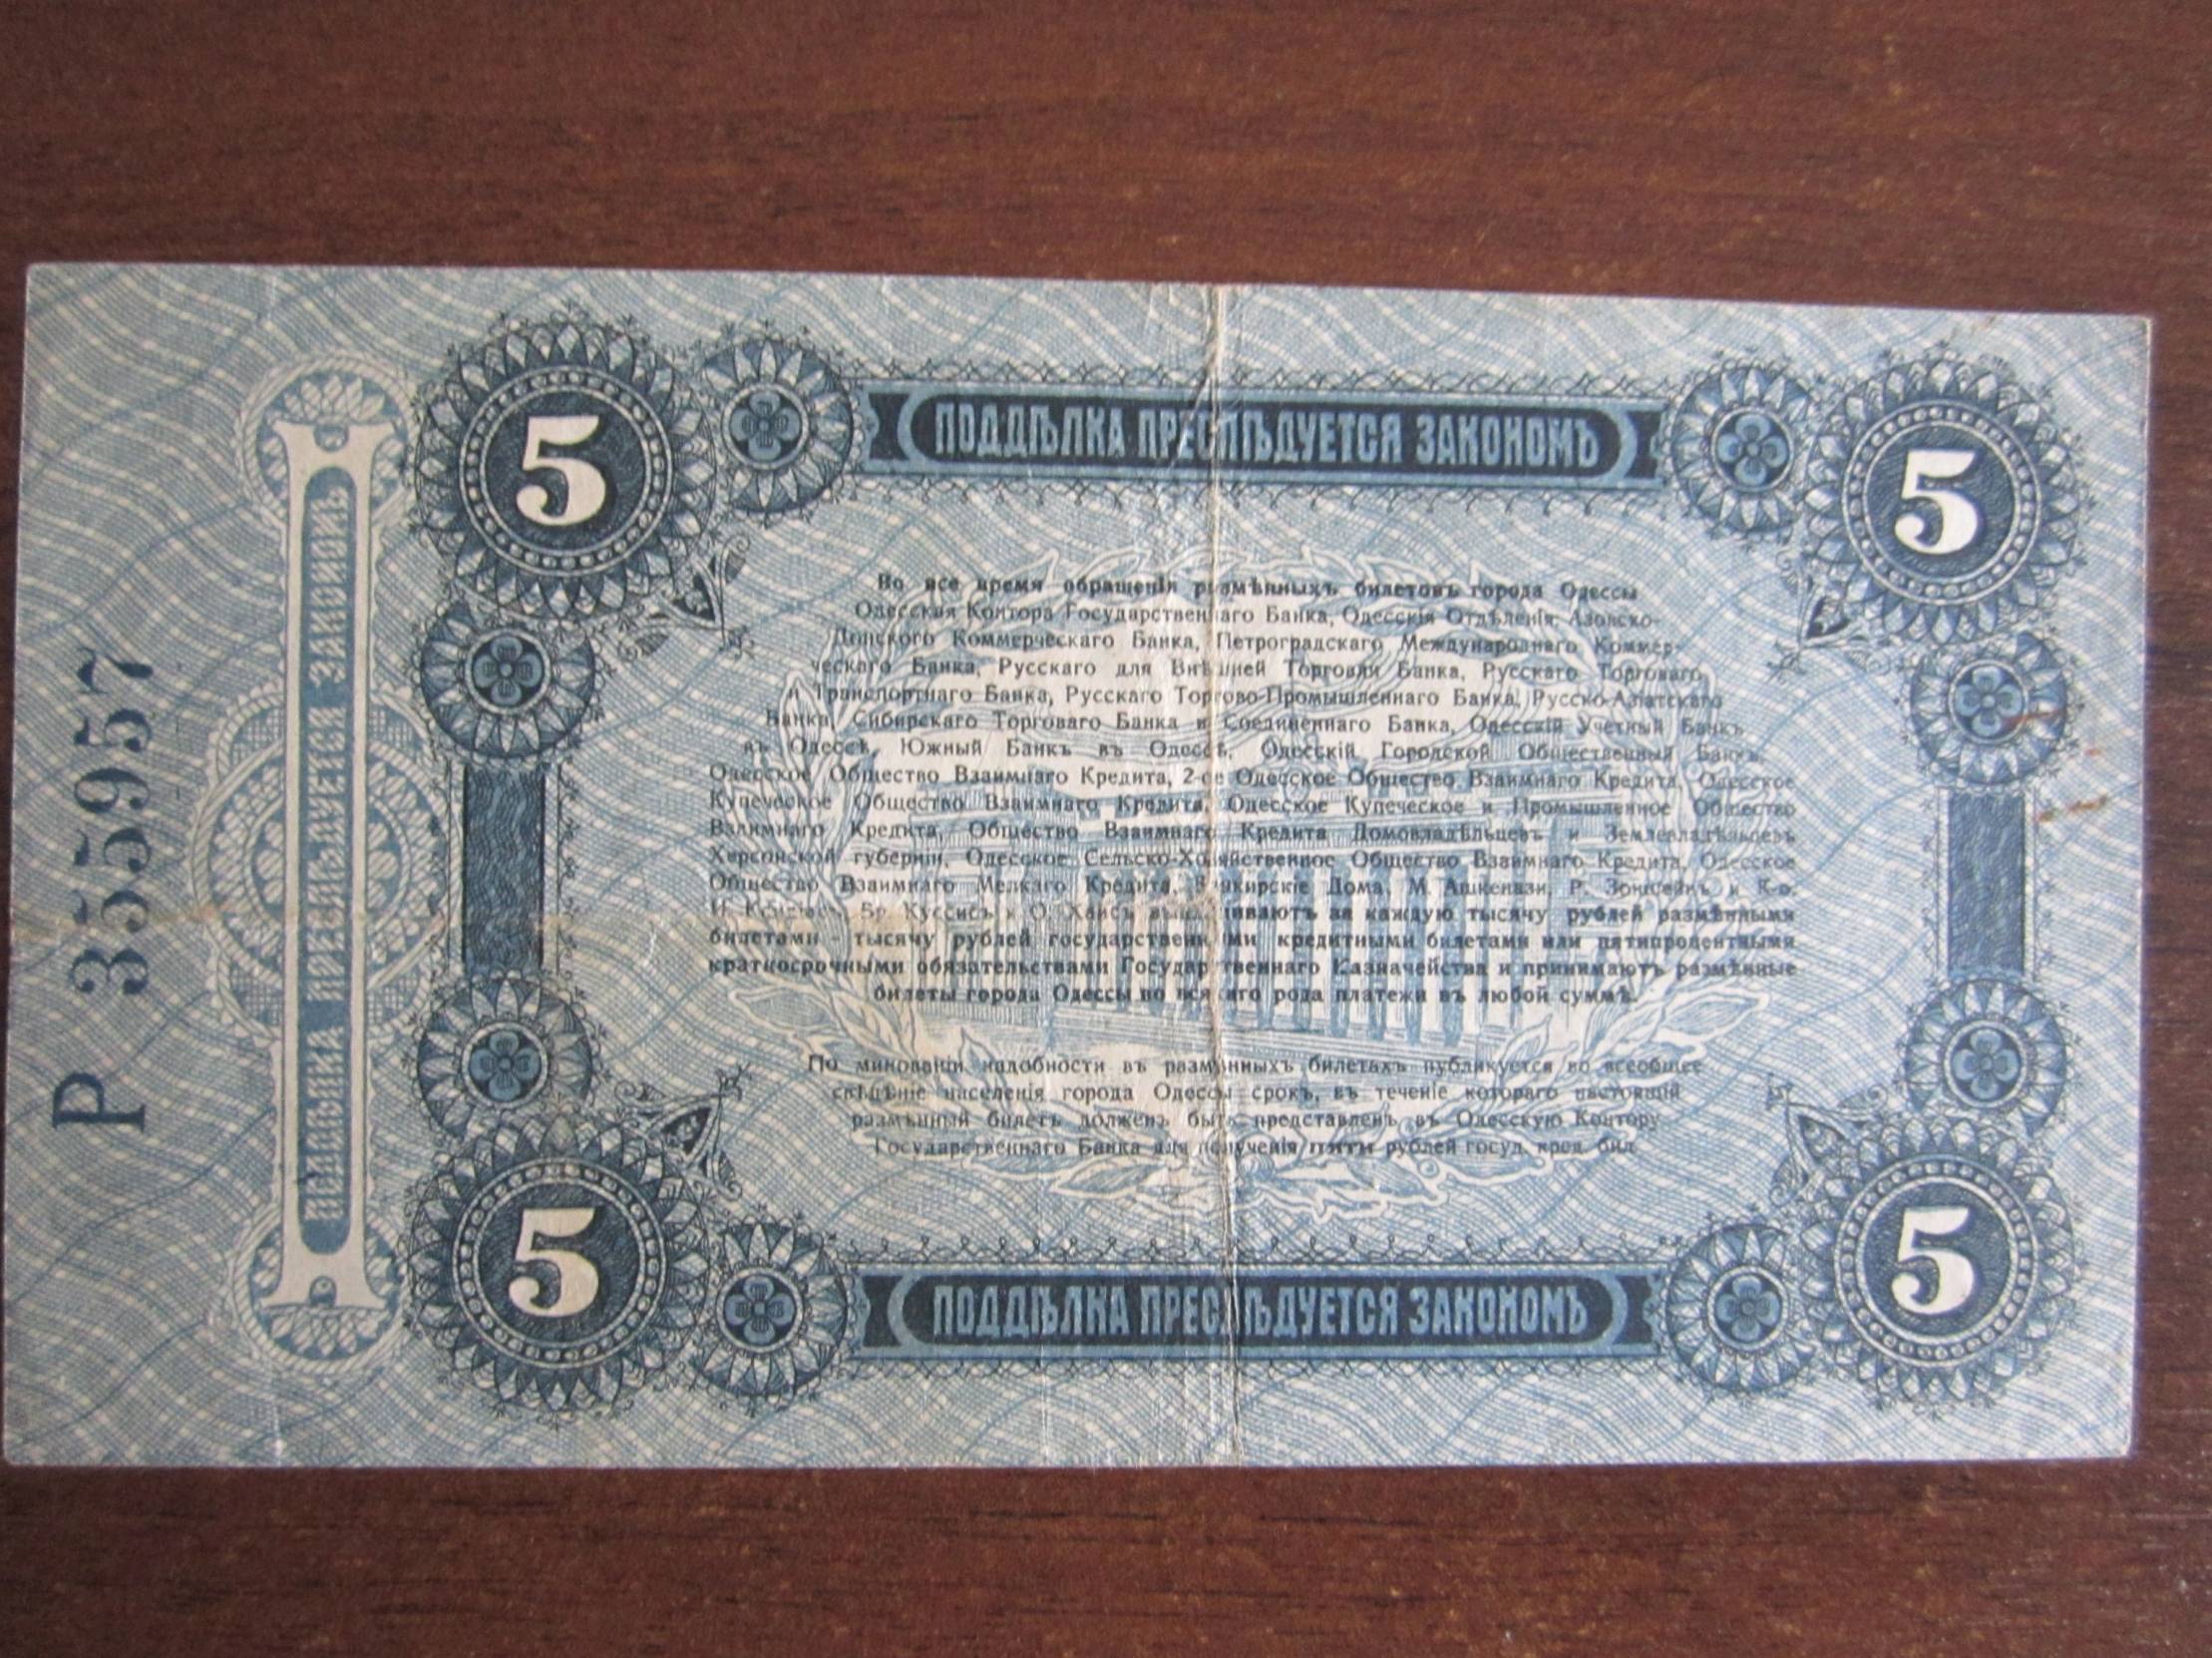 Р 355957
ПОДДѢЛКА ПРЕСЛѢДУЕТСЯ ЗАКОНОМЪ
5
5
ПОДДѢЛКА ПРЕСЛѢДУЕТСЯ ЗАКОНОМЪ
Во все время обращенія размѣнныхъ билетовъ города Одессы
Одесская Контора Государственнаго Банка, Одесскія Отдѣленія: Азовско-
Донского Коммерческаго Банка, Петроградскаго Международнаго Коммер-
ческаго Банка, Русскаго для Внѣшней Торговли Банка, Русскаго Торговаго
и Транспортнаго Банка, Русскаго Торгово-Промышленнаго Банка, Русско-Азіатскаго
Банка, Сибирскаго Торговаго Банка и Соединеннаго Банка, Одесскій Учетный Банкъ
въ Одессѣ, Южный Банкъ въ Одессѣ, Одесскій Городской Общественный Банкъ,
Одесское Общество Взаимнаго Кредита, 2-ое Одесское Общество Взаимнаго Кредита, Одесское
Купеческое Общество Взаимнаго Кредита, Одесское Купеческое и Промышленное Общество
Взаимнаго Кредита, Общество Взаимнаго Кредита Домовладѣльцевъ и Землевладѣльцевъ
Херсонской губерніи, Одесское Сельско-Хозяйственное Общество Взаимнаго Кредита, Одесское
Общество Взаимнаго Мелкаго Кредита, Банкирскіе Дома: М. Ашкенази, Р. и К-о.
Бр. Куссисъ и О. Хаисъ выплачиваютъ за каждую тысячу рублей размѣнными
билетами - тысячу рублей государственными кредитными билетами или пятипроцентными
краткосрочными обязательствами Государственнаго Казначейства и принимаютъ размѣнные
билеты города Одессы во всякаго рода платежи въ любой суммѣ.
По минованіи надобности въ размѣнныхъ билетахъ публикуется во всеобщее
свѣдѣніе населенія города Одессы срокъ, въ теченіе котораго настоящій
размѣнный билетъ долженъ быть представленъ въ Одесскую Контору
Государственнаго Банка для полученія пяти рублей госуд. кред. бил.
5
5
ПОДДѢЛКА ПРЕСЛѢДУЕТСЯ ЗАКОНОМЪ